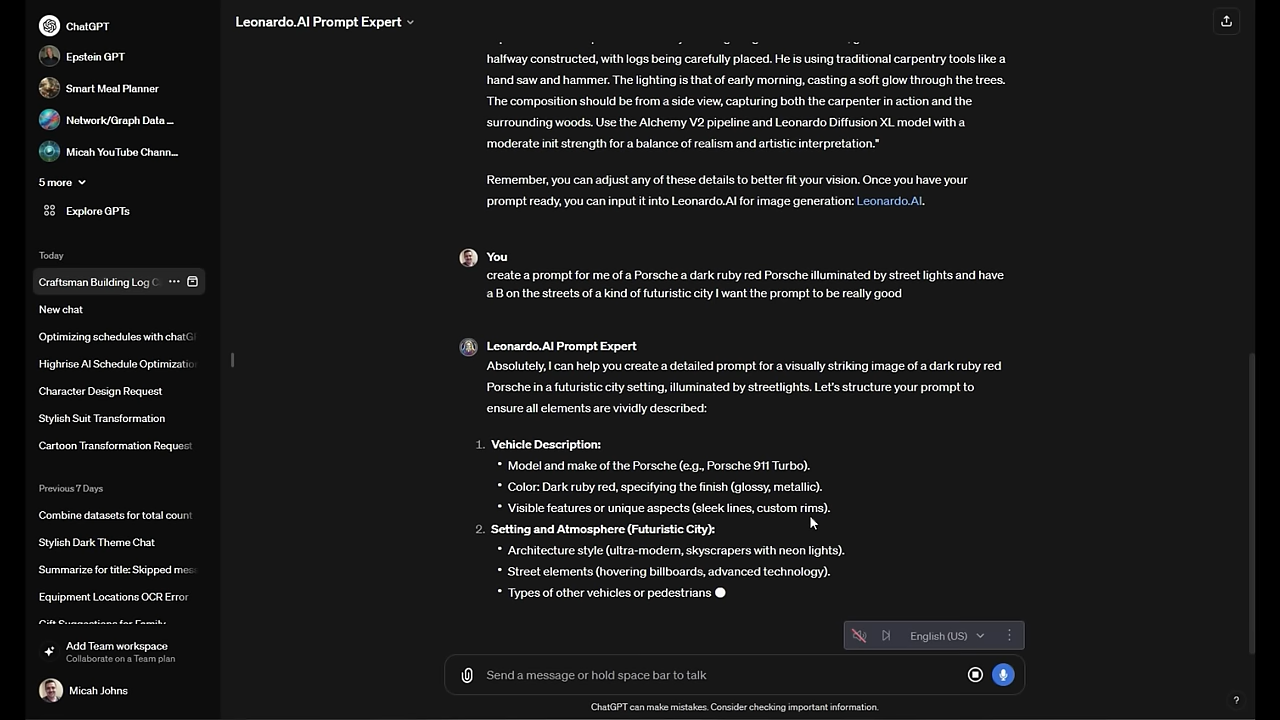 ChatGPT
Epstein GPT
Smart Meal Planner
Network/Graph Data ...
Micah YouTube Chann...
5 more
Explore GPTs
Today
Craftsman Building Log
New chat
Optimizing schedules with chatG
Highrise AI Schedule Optimizatio
Character Design Request
Stylish Suit Transformation
Cartoon Transformation Request
Previous 7 Days
Combine datasets for total count
Stylish Dark Theme Chat
Summarize for title: Skipped mes
Equipment Locations OCR Error
Gift Suggestions for Family
Add Team workspace
Collaborate on a Team plan
Micah Johns
Leonardo.AI Prompt Expert
halfway constructed, with logs being carefully placed. He is using traditional carpentry tools like a
hand saw and hammer. The lighting is that of early morning, casting a soft glow through the trees.
The composition should be from a side view, capturing both the carpenter in action and the
surrounding woods. Use the Alchemy V2 pipeline and Leonardo Diffusion XL model with a
moderate init strength for a balance of realism and artistic interpretation."
Remember, you can adjust any of these details to better fit your vision. Once you have your
prompt ready, you can input it into Leonardo.AI for image generation: Leonardo.AI.
You
create a prompt for me of a Porsche a dark ruby red Porsche illuminated by street lights and have
a B on the streets of a kind of futuristic city I want the prompt to be really good
Leonardo.AI Prompt Expert
Absolutely, I can help you create a detailed prompt for a visually striking image of a dark ruby red
Porsche in a futuristic city setting, illuminated by streetlights. Let's structure your prompt to
ensure all elements are vividly described:
1. Vehicle Description:
• Model and make of the Porsche (e.g., Porsche 911 Turbo).
• Color: Dark ruby red, specifying the finish (glossy, metallic).
• Visible features or unique aspects (sleek lines, custom rims).
2. Setting and Atmosphere (Futuristic City):
• Architecture style (ultra-modern, skyscrapers with neon lights).
• Street elements (hovering billboards, advanced technology).
• Types of other vehicles or pedestrians
English (US)
Send a message or hold space bar to talk
ChatGPT can make mistakes. Consider checking important information.
?